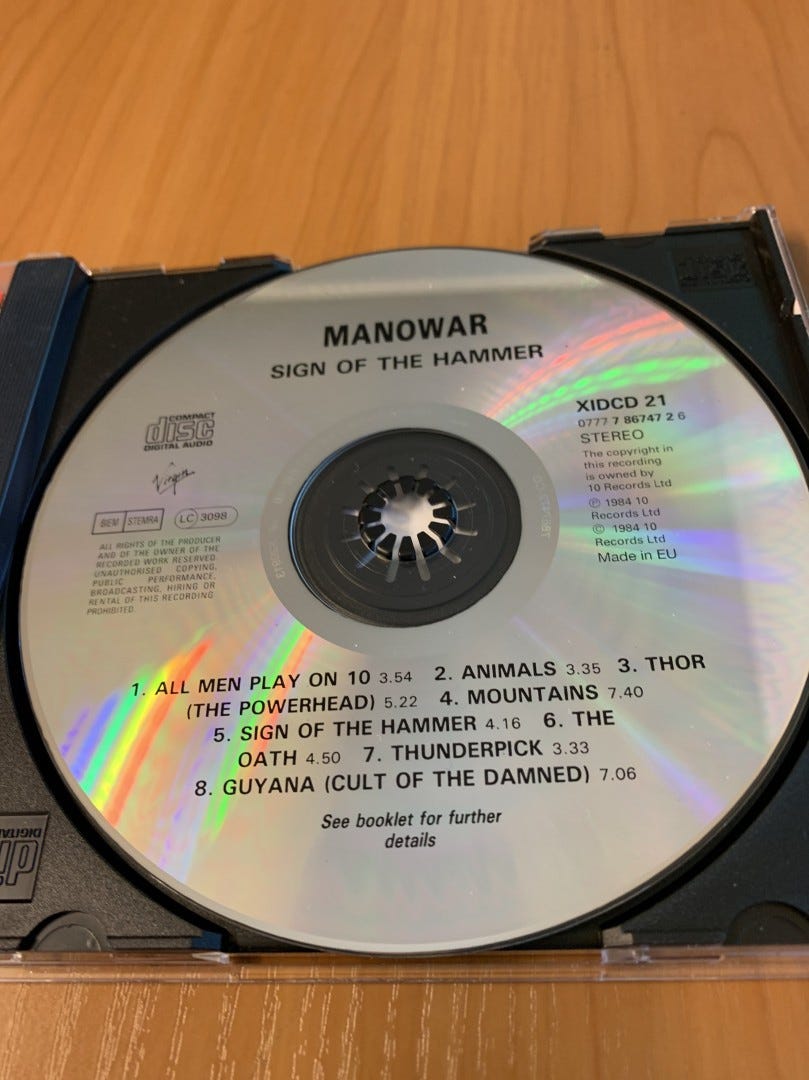 MANOWAR
SIGN OF THE HAMMER
COMPACT
disc
DIGITAL AUDIO
Virgin
BIEM STEMRA
LC 3098
ALL RIGHTS OF THE PRODUCER
AND OF THE OWNER OF THE
RECORDED WORK RESERVED.
UNAUTHORISED COPYING,
PUBLIC PERFORMANCE,
BROADCASTING, HIRING OR
RENTAL OF THIS RECORDING
PROHIBITED.
XIDCD 21
0777 7 86747 2 6
STEREO
The copyright in
this recording
is owned by
10 Records Ltd
℗ 1984 10
Records Ltd
© 1984 10
Records Ltd
Made in EU
1. ALL MEN PLAY ON 10 3.54 2. ANIMALS 3.35 3. THOR
(THE POWERHEAD) 5.22 4. MOUNTAINS 7.40
5. SIGN OF THE HAMMER 4.16 6. THE
OATH 4.50 7. THUNDERPICK 3.33
8. GUYANA (CULT OF THE DAMNED) 7.06
See booklet for further
details